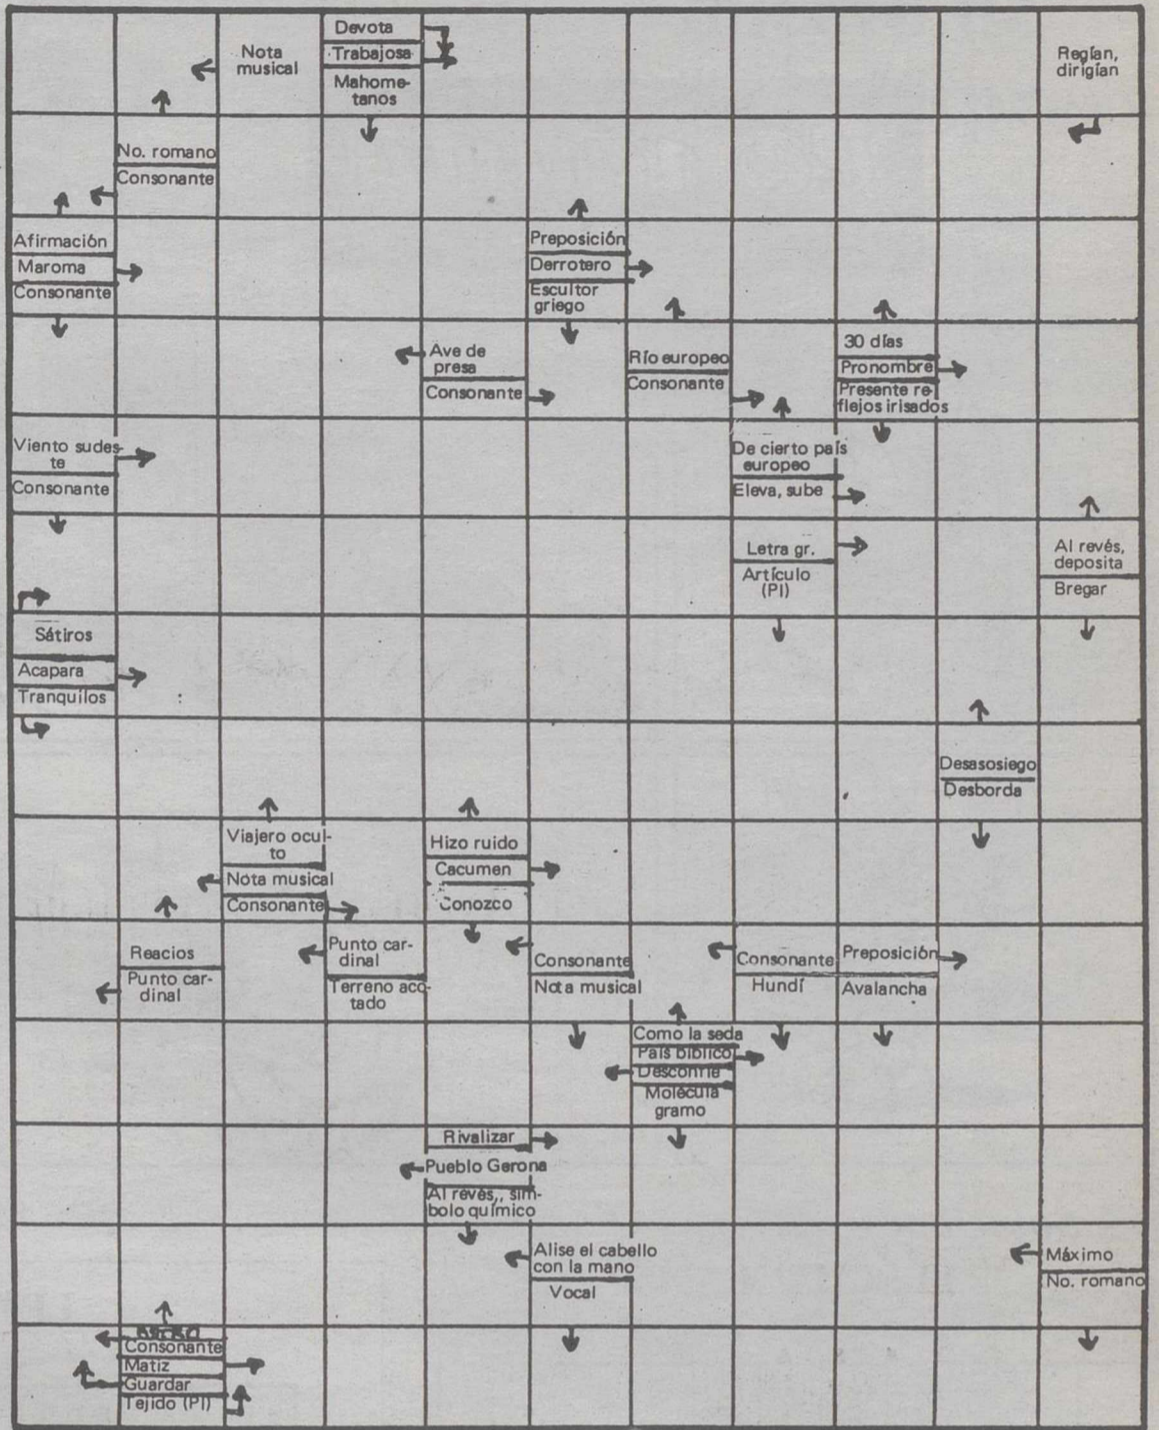 Devota
Trabajosa
Mahome-
tanos
Nota
musical
Regían,
dirigían
No. romano
Consonante
Afirmación
Maroma
Consonante
Preposición
Derrotero
Escultor
griego
Ave de
presa
Consonante
Río europeo
Consonante
30 días
Pronombre
Presente re-
flejos irisados
Viento sudes-
te
Consonante
De cierto país
europeo
Eleva, sube
Letra gr.
Artículo
(Pl)
Al revés,
deposita
Bregar
Sátiros
Acapara
Tranquilos
Desasosiego
Desborda
Viajero ocul-
to
Nota musical
Consonante
Hizo ruido
Cacumen
Conozco
Reacios
Punto car-
dinal
Punto car-
dinal
Terreno aco-
tado
Consonante
Nota musical
Consonante
Hundí
Preposición
Avalancha
Como la seda
País bíblico
Desconfíe
Molécula
gramo
Rivalizar
Pueblo Gerona
Al revés,, sím-
bolo químico
Alise el cabello
con la mano
Vocal
Máximo
No. romano
Consonante
Matiz
Guardar
Tejido (Pl)